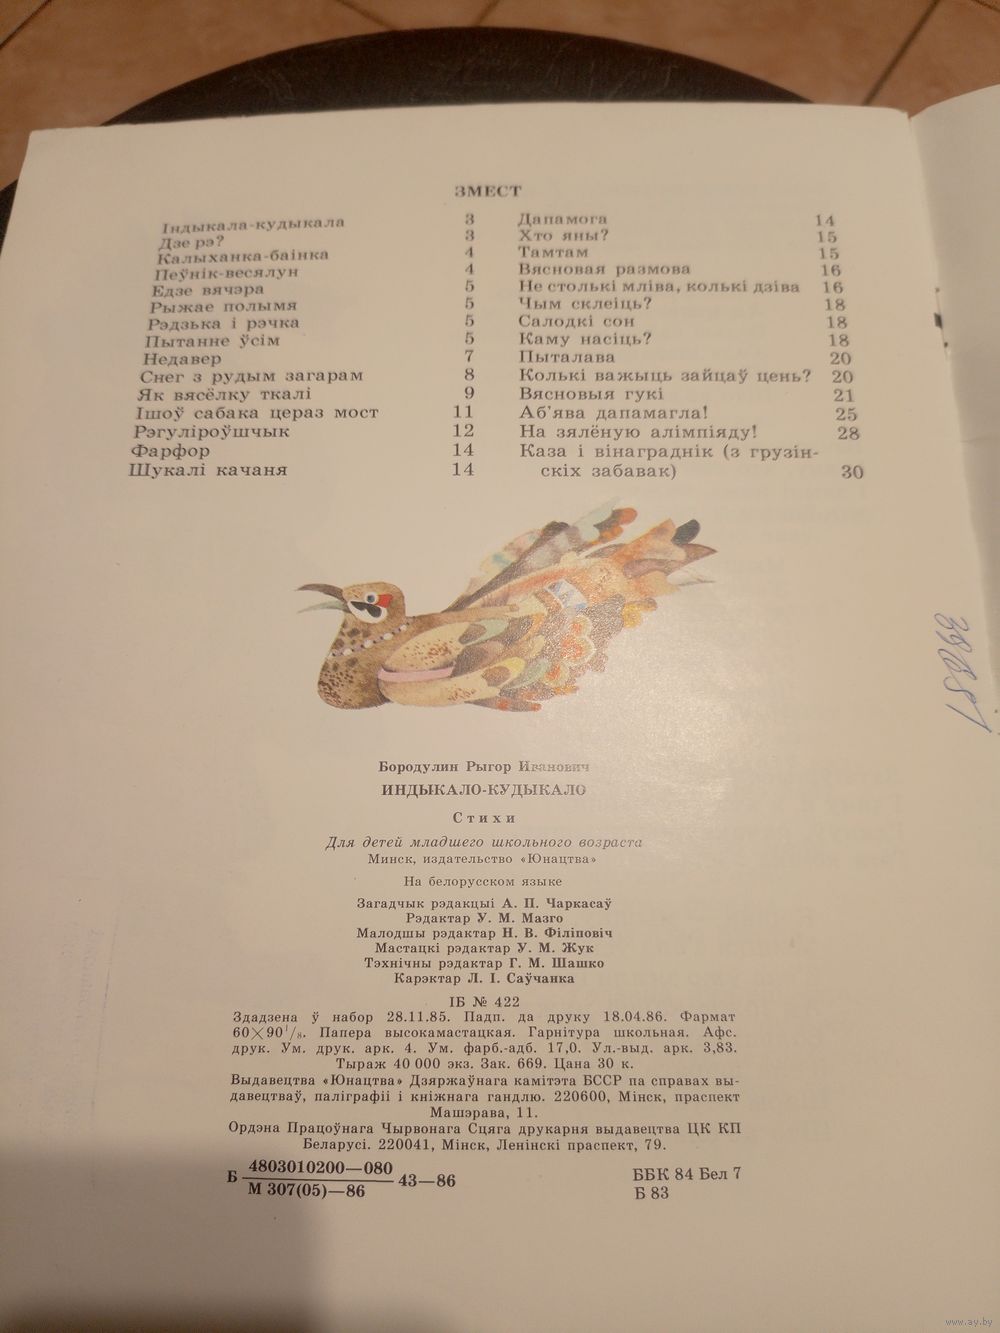 ЗМЕСТ
Індыкала-кудыкала 3
Дзе рэ? 3
Калыханка-баінка 4
Пеўнік-весялун 4
Едзе вячэра 5
Рыжае полымя 5
Рэдзька і рэчка 5
Пытанне ўсім 5
Недавер 7
Снег з рудым загарам 8
Як вясёлку ткалі 9
Ішоў сабака цераз мост 11
Рэгуліроўшчык 12
Фарфор 14
Шукалі качаня 14
Дапамога 14
Хто яны? 15
Тамтам 15
Вясновая размова 16
Не столькі мліва, колькі дзіва 16
Чым склеіць? 18
Салодкі сон 18
Каму насіць? 18
Пыталава 20
Колькі важыць зайцаў цень? 20
Вясновыя гукі 21
Аб'ява дапамагла! 25
На зялёную алімпіяду! 28
Каза і вінаграднік (з грузін-
скіх забавак) 30
Бородулин Рыгор Иванович
ИНДЫКАЛО-КУДЫКАЛО
Стихи
Для детей младшего школьного возраста
Минск, издательство «Юнацтва»
На белорусском языке
Загадчык рэдакцыі А. П. Чаркасаў
Рэдактар У. М. Мазго
Малодшы рэдактар Н. В. Філіповіч
Мастацкі рэдактар У. М. Жук
Тэхнічны рэдактар Г. М. Шашко
Карэктар Л. І. Саўчанка
ІБ № 422
Здадзена ў набор 28.11.85. Падп. да друку 18.04.86. Фармат
60×90 1/8. Папера высокамастацкая. Гарнітура школьная. Афс.
друк. Ум. друк. арк. 4. Ум. фарб.-адб. 17,0. Ул.-выд. арк. 3,83.
Тыраж 40 000 экз. Зак. 669. Цана 30 к.
Выдавецтва «Юнацтва» Дзяржаўнага камітэта БССР па справах вы-
давецтваў, паліграфіі і кніжнага гандлю. 220600, Мінск, праспект
Машэрава, 11.
Ордэна Працоўнага Чырвонага Сцяга друкарня выдавецтва ЦК КП
Беларусі. 220041, Мінск, Ленінскі праспект, 79.
Б 4803010200—080
М 307(05)—86 43—86
ББК 84 Бел 7
Б 83
www.ay.by